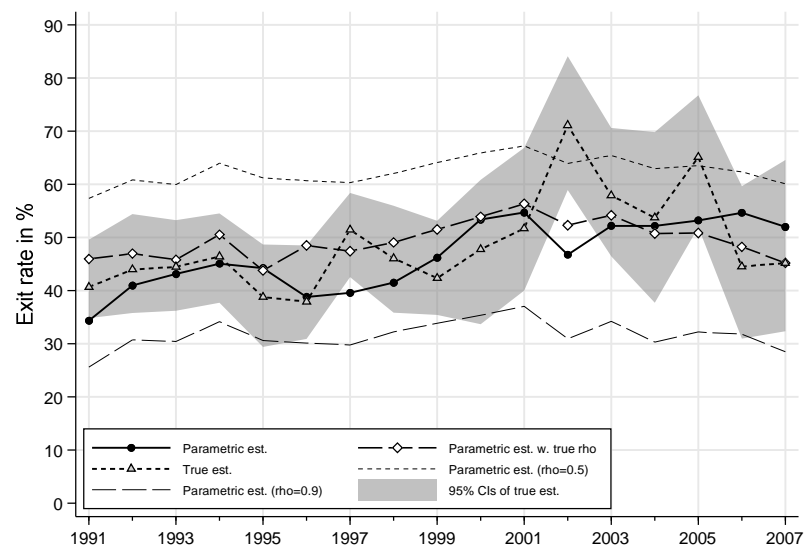 90
80
70
60
50
40
30
20
10
0
Exit rate in %
Parametric est.
Parametric est. w. true rho
True est.
Parametric est. (rho=0.5)
Parametric est. (rho=0.9)
95% CIs of true est.
1991 1993 1995 1997 1999 2001 2003 2005 2007